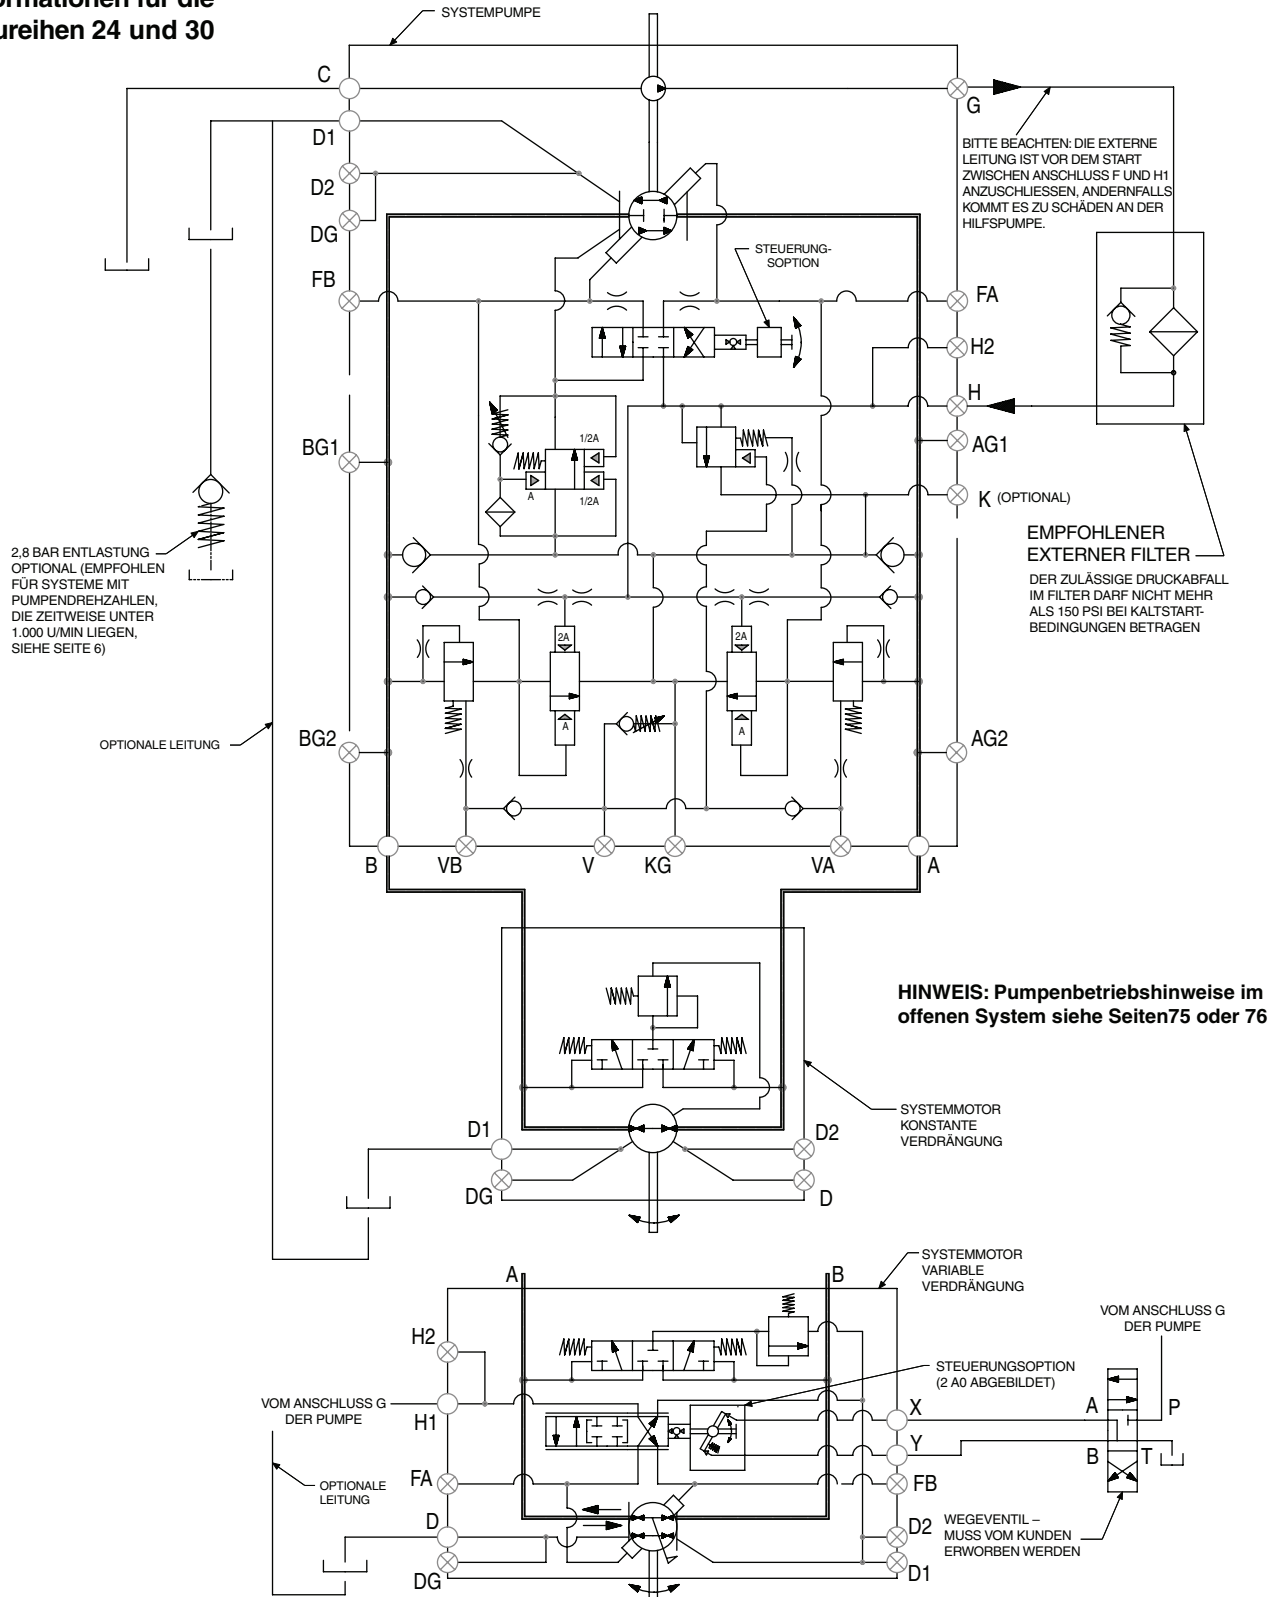 ormationen für die
ureihen 24 und 30
SYSTEMPUMPE
C
G
D1
BITTE BEACHTEN: DIE EXTERNE
LEITUNG IST VOR DEM START
ZWISCHEN ANSCHLUSS F UND H1
ANZUSCHLIESSEN, ANDERNFALLS
KOMMT ES ZU SCHÄDEN AN DER
HILFSPUMPE.
D2
DG
STEUERUNG-
SOPTION
FB
FA
H2
H
AG1
BG1
1/2A
A
1/2A
K (OPTIONAL)
EMPFOHLENER
EXTERNER FILTER
DER ZULÄSSIGE DRUCKABFALL
IM FILTER DARF NICHT MEHR
ALS 150 PSI BEI KALTSTART-
BEDINGUNGEN BETRAGEN
2,8 BAR ENTLASTUNG
OPTIONAL (EMPFOHLEN
FÜR SYSTEME MIT
PUMPENDREHZAHLEN,
DIE ZEITWEISE UNTER
1.000 U/MIN LIEGEN,
SIEHE SEITE 6)
2A
2A
A
A
OPTIONALE LEITUNG
BG2
AG2
B
VB
V
KG
VA
A
HINWEIS: Pumpenbetriebshinweise im
offenen System siehe Seiten75 oder 76
SYSTEMMOTOR
KONSTANTE
VERDRÄNGUNG
D1
D2
DG
D
SYSTEMMOTOR
VARIABLE
VERDRÄNGUNG
A
B
VOM ANSCHLUSS G
DER PUMPE
H2
STEUERUNGSOPTION
(2 A0 ABGEBILDET)
VOM ANSCHLUSS G
DER PUMPE
H1
X
A
P
Y
B
T
FA
FB
OPTIONALE
LEITUNG
D
D2
WEGEVENTIL –
MUSS VOM KUNDEN
ERWORBEN WERDEN
DG
D1